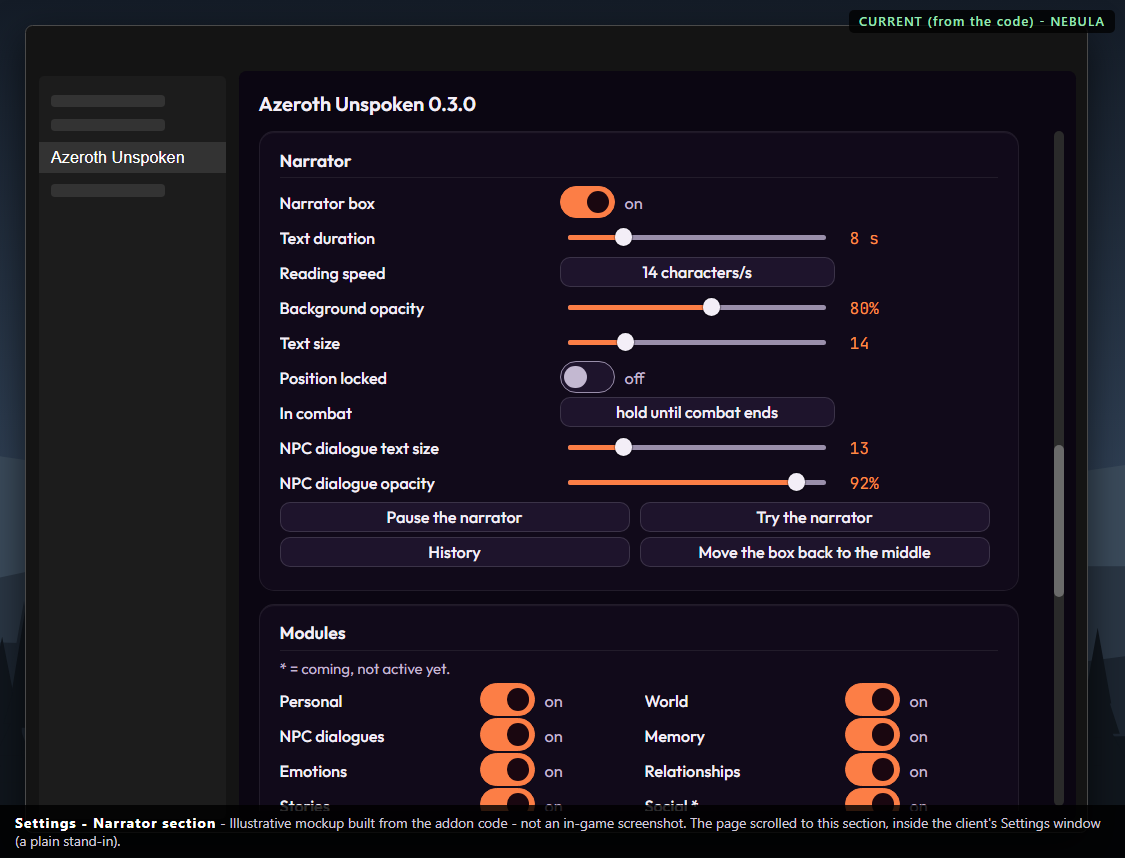 CURRENT (from the code) - NEBULA
Azeroth Unspoken
Azeroth Unspoken 0.3.0
Narrator
Narrator box on
Text duration 8 s
Reading speed 14 characters/s
Background opacity 80%
Text size 14
Position locked off
In combat hold until combat ends
NPC dialogue text size 13
NPC dialogue opacity 92%
Pause the narrator Try the narrator
History Move the box back to the middle
Modules
* = coming, not active yet.
Personal on World on
NPC dialogues on Memory on
Emotions on Relationships on
Stories on Social * on
Settings - Narrator section - Illustrative mockup built from the addon code - not an in-game screenshot. The page scrolled to this section, inside the client's Settings window
(a plain stand-in).